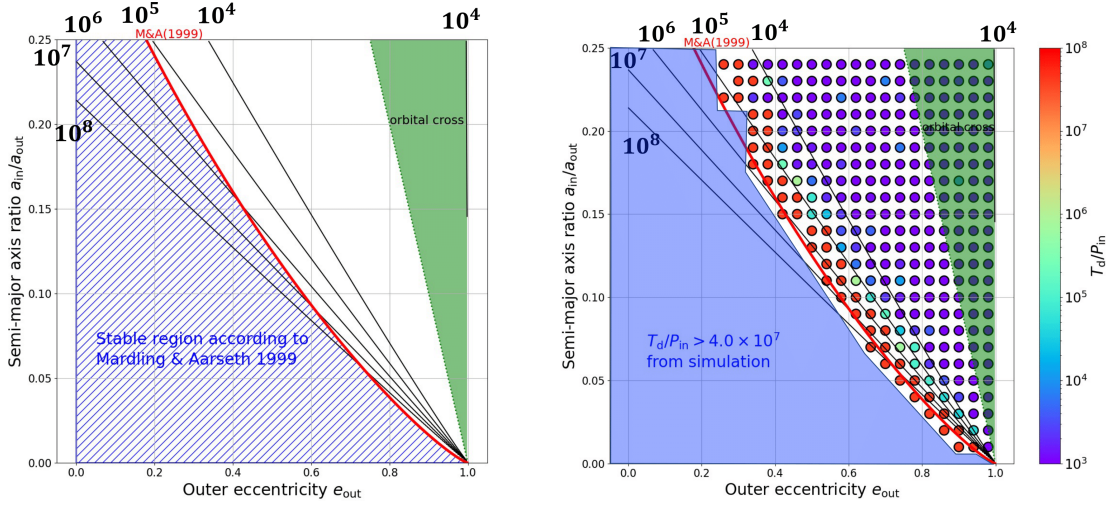 10⁶
10⁵
10⁴
10⁴
M&A(1999)
10⁷
10⁸
0.25
0.20
0.15
0.10
0.05
0.00
Semi-major axis ratio a_in/a_out
orbital cross
Stable region according to
Mardling & Aarseth 1999
0.0 0.2 0.4 0.6 0.8 1.0
Outer eccentricity e_out
10⁵
10⁴
10⁴
10⁶
M&A(1999)
10⁷
10⁸
0.25
0.20
0.15
0.10
0.05
0.00
Semi-major axis ratio a_in/a_out
orbital cross
T_d/P_in > 4.0 × 10⁷
from simulation
0.0 0.2 0.4 0.6 0.8 1.0
Outer eccentricity e_out
10⁸
10⁷
10⁶
10⁵
10⁴
10³
T_d/P_in